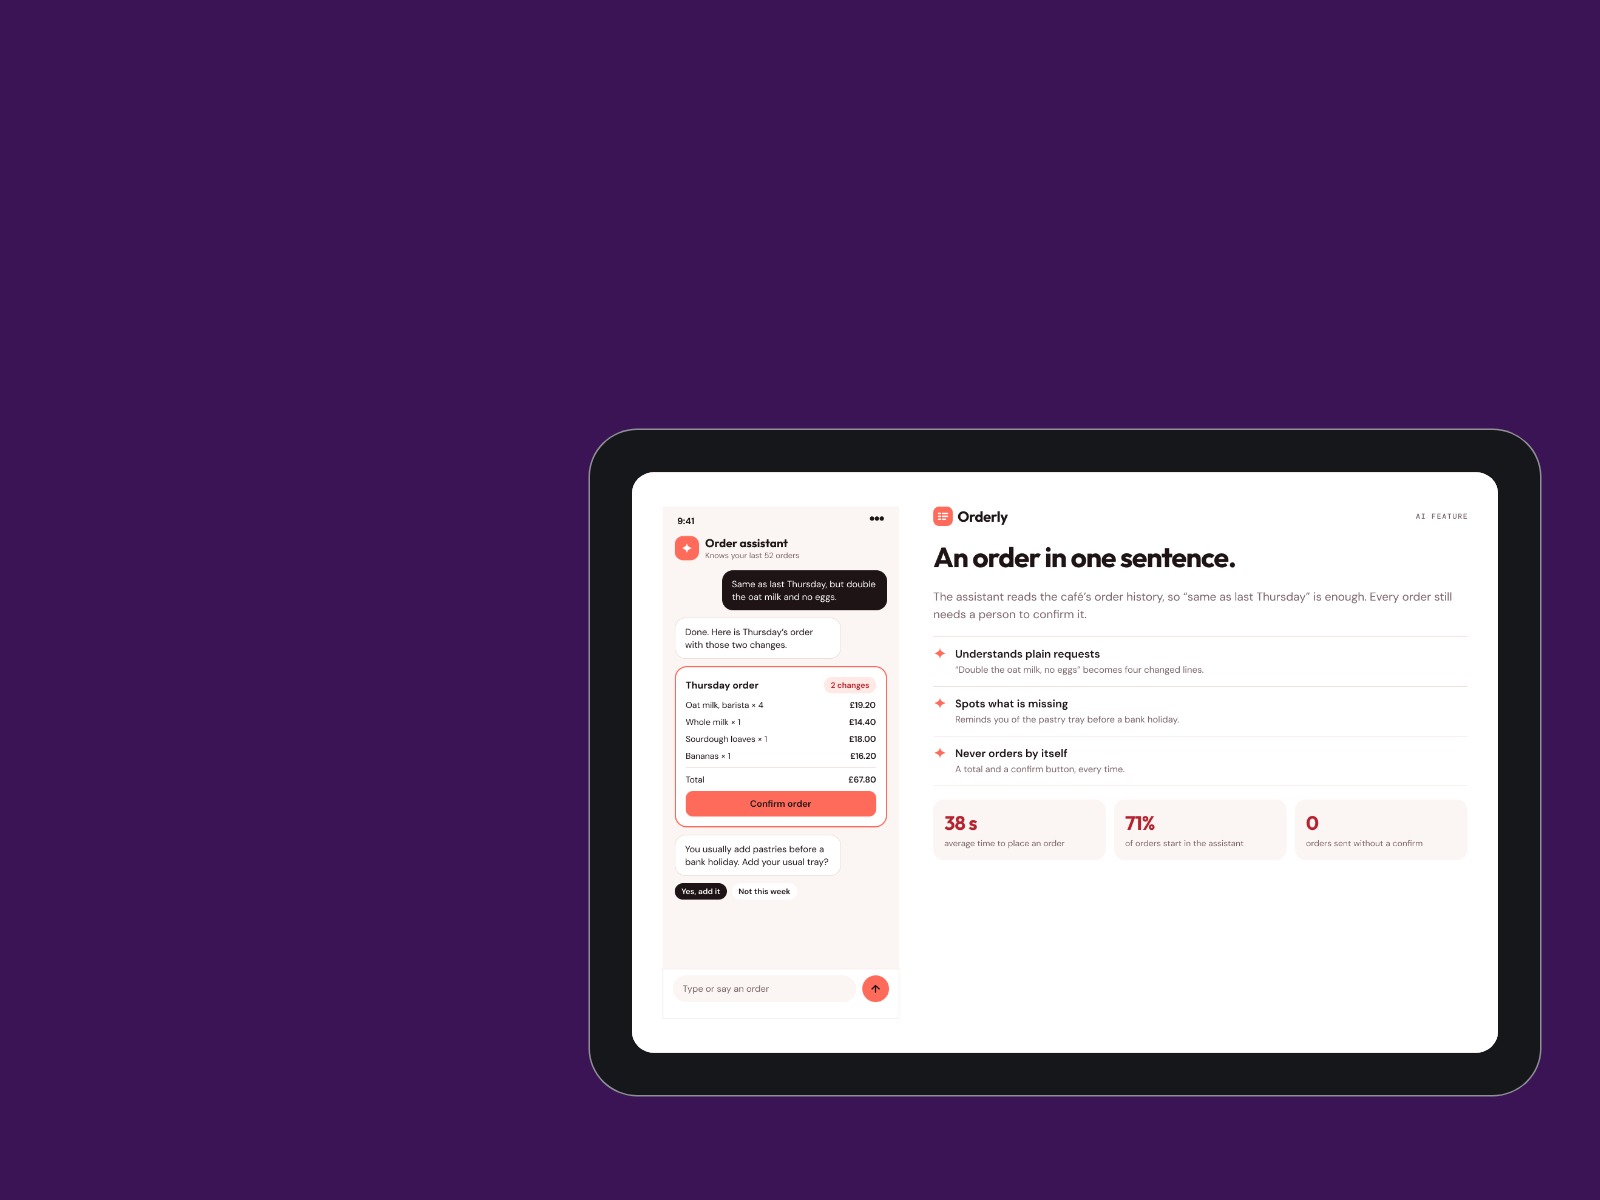 9:41
Order assistant
Knows your last 52 orders
Same as last Thursday, but double
the oat milk and no eggs.
Done. Here is Thursday's order
with those two changes.
Thursday order 2 changes
Oat milk, barista × 4 £19.20
Whole milk × 1 £14.40
Sourdough loaves × 1 £18.00
Bananas × 1 £16.20
Total £67.80
Confirm order
You usually add pastries before a
bank holiday. Add your usual tray?
Yes, add it Not this week
Type or say an order
Orderly AI FEATURE
An order in one sentence.
The assistant reads the café's order history, so “same as last Thursday” is enough. Every order still
needs a person to confirm it.
Understands plain requests
“Double the oat milk, no eggs” becomes four changed lines.
Spots what is missing
Reminds you of the pastry tray before a bank holiday.
Never orders by itself
A total and a confirm button, every time.
38 s 71% 0
average time to place an order of orders start in the assistant orders sent without a confirm